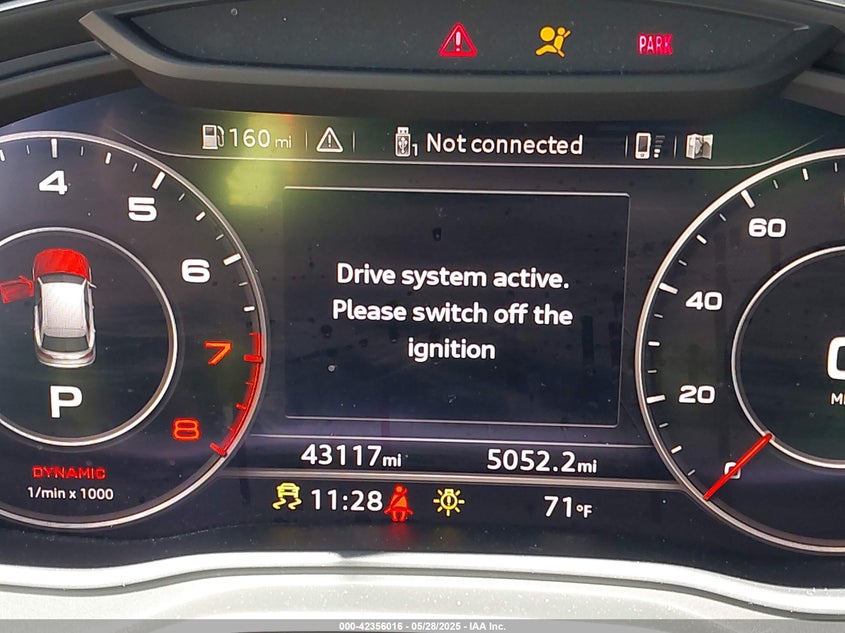 PARK
160 mi
1 Not connected
4
5
6
7
8
P
DYNAMIC
1/min x 1000
Drive system active.
Please switch off the
ignition
60
40
20
0
43117mi
5052.2mi
11:28
71°F
000-42356016 - 05/28/2025 - IAA Inc.